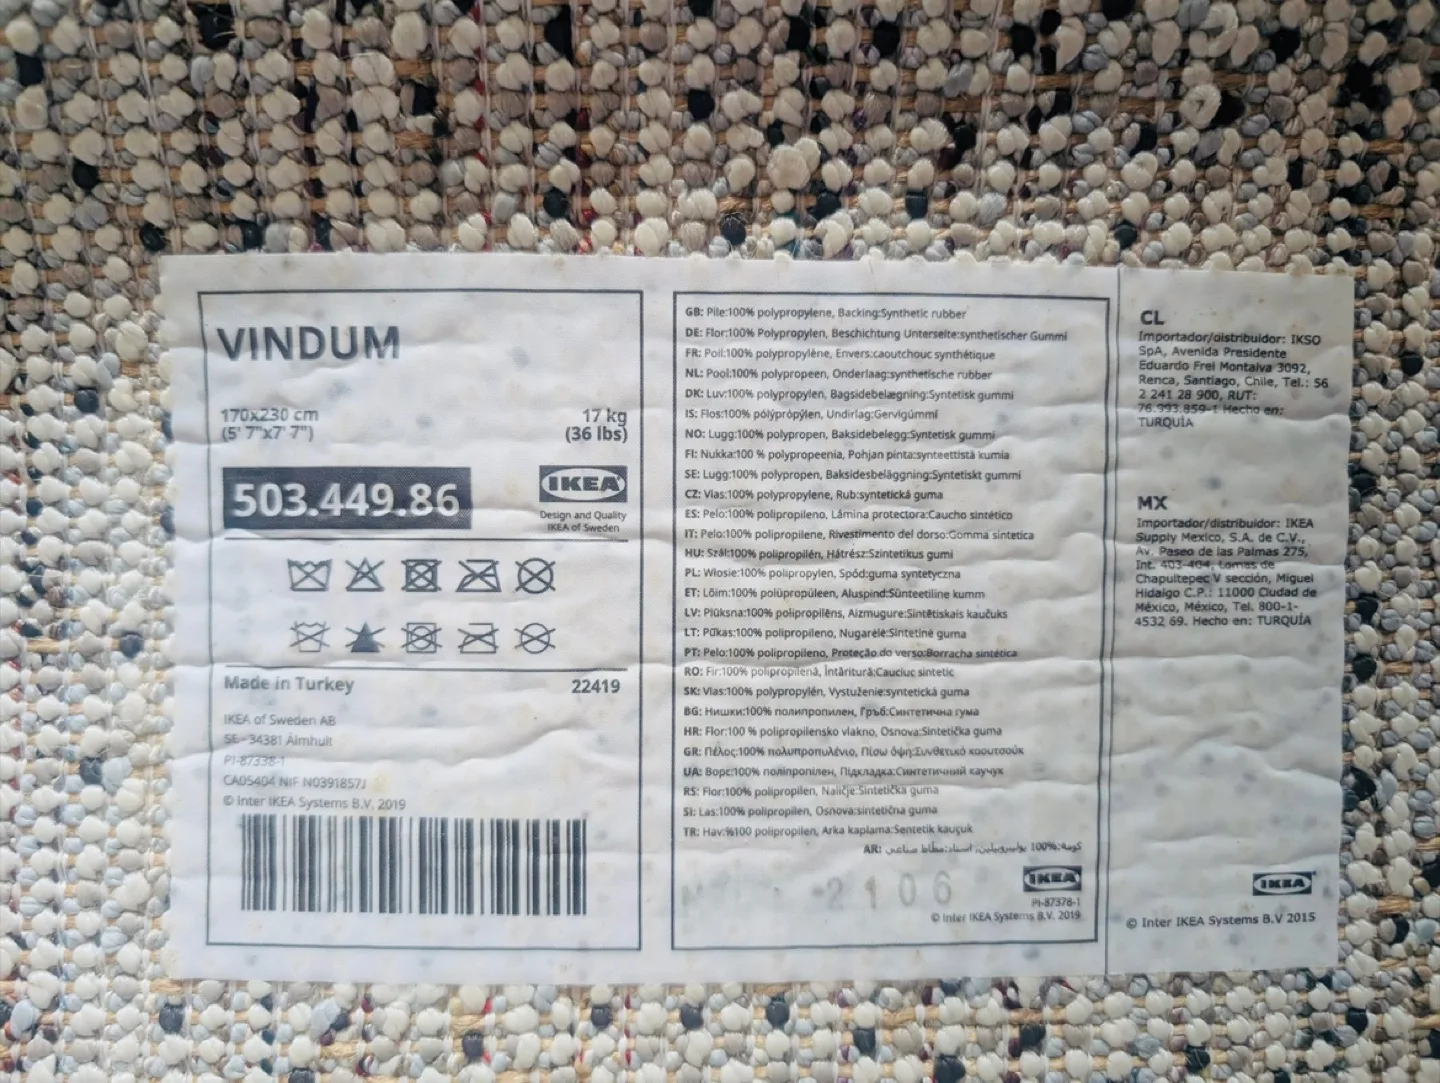 VINDUM
170x230 cm
(5' 7"x7' 7")
17 kg
(36 lbs)
503.449.86
IKEA
Design and Quality
IKEA of Sweden
Made in Turkey
22419
IKEA of Sweden AB
SE - 34381 Älmhult
PI-87338-1
CA05404 NIF N0391857J
© Inter IKEA Systems B.V. 2019
GB: Pile:100% polypropylene, Backing:Synthetic rubber
DE: Flor:100% Polypropylen, Beschichtung Unterseite:synthetischer Gummi
FR: Poil:100% polypropylène, Envers:caoutchouc synthétique
NL: Pool:100% polypropeen, Onderlaag:synthetische rubber
DK: Luv:100% polypropylen, Bagsidebelægning:Syntetisk gummi
IS: Flos:100% pólýprópýlen, Undirlag:Gervigúmmí
NO: Lugg:100% polypropen, Baksidebelegg:Syntetisk gummi
FI: Nukka:100 % polypropeenia, Pohjan pinta:synteettistä kumia
SE: Lugg:100% polypropen, Baksidesbeläggning:Syntetiskt gummi
CZ: Vlas:100% polypropylene, Rub:syntetická guma
ES: Pelo:100% polipropileno, Lámina protectora:Caucho sintético
IT: Pelo:100% polipropilene, Rivestimento del dorso:Gomma sintetica
HU: Szál:100% polipropilén, Hátrész:Szintetikus gumi
PL: Włosie:100% polipropylen, Spód:guma syntetyczna
ET: Lõim:100% polüpropüleen, Aluspind:Sünteetiline kumm
LV: Plūksna:100% polipropilēns, Aizmugure:Sintētiskais kaučuks
LT: Pūkas:100% polipropileno, Nugarėlė:Sintetinė guma
PT: Pelo:100% polipropileno, Proteção do verso:Borracha sintética
RO: Fir:100% polipropilenă, Întăritură:Cauciuc sintetic
SK: Vlas:100% polypropylén, Vystuženie:syntetická guma
BG: Нишки:100% полипропилен, Гръб:Синтетична гума
HR: Flor:100 % polipropilensko vlakno, Osnova:Sintetička guma
GR: Πέλος:100% πολυπροπυλένιο, Πίσω όψη:Συνθετικό καουτσούκ
UA: Ворс:100% поліпропілен, Підкладка:Синтетичний каучук
RS: Flor:100% polipropilen, Naličje:Sintetička guma
SI: Las:100% polipropilen, Osnova:sintetična guma
TR: Hav:%100 polipropilen, Arka kaplama:Sentetik kauçuk
AR: كومة:100% بوليبروبيلين، إسناد:مطاط صناعي
2106
IKEA
PI-87378-1
© Inter IKEA Systems B.V. 2019
CL
Importador/distribuidor: IKSO
SpA, Avenida Presidente
Eduardo Frei Montalva 3092,
Renca, Santiago, Chile, Tel.: 56
2 241 28 900, RUT:
76.993.859-1 Hecho en:
TURQUÍA
MX
Importador/distribuidor: IKEA
Supply Mexico, S.A. de C.V.,
Av. Paseo de las Palmas 275,
Int. 403-404, Lomas de
Chapultepec V sección, Miguel
Hidalgo C.P.: 11000 Ciudad de
México, México, Tel. 800-1-
4532 69. Hecho en: TURQUÍA
IKEA
© Inter IKEA Systems B.V 2015